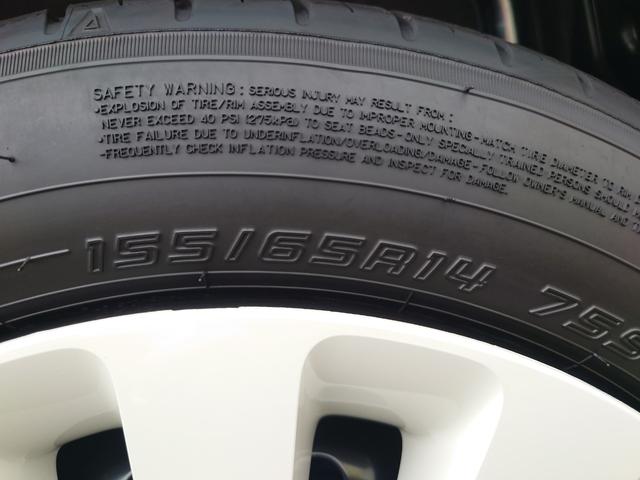 SAFETY WARNING: SERIOUS INJURY MAY RESULT FROM:
•EXPLOSION OF TIRE/RIM ASSEMBLY DUE TO IMPROPER MOUNTING-MATCH TIRE DIAMETER TO RIM
NEVER EXCEED 40 PSI (275kPa) TO SEAT BEADS-ONLY SPECIALLY TRAINED PERSONS SHOULD
•TIRE FAILURE DUE TO UNDERINFLATION/OVERLOADING/DAMAGE-FOLLOW OWNER'S MANUAL AND
-FREQUENTLY CHECK INFLATION PRESSURE AND INSPECT FOR DAMAGE.
155/65R14 75S